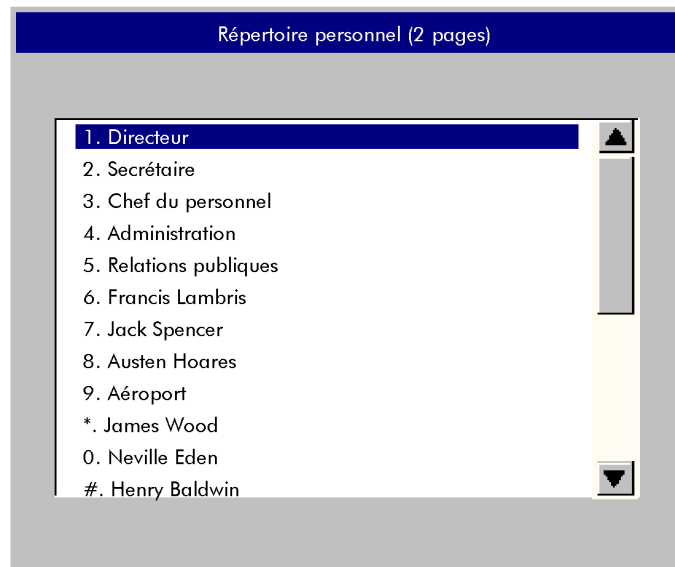 Répertoire personnel (2 pages)
1. Directeur
2. Secrétaire
3. Chef du personnel
4. Administration
5. Relations publiques
6. Francis Lambris
7. Jack Spencer
8. Austen Hoares
9. Aéroport
*. James Wood
0. Neville Eden
#. Henry Baldwin